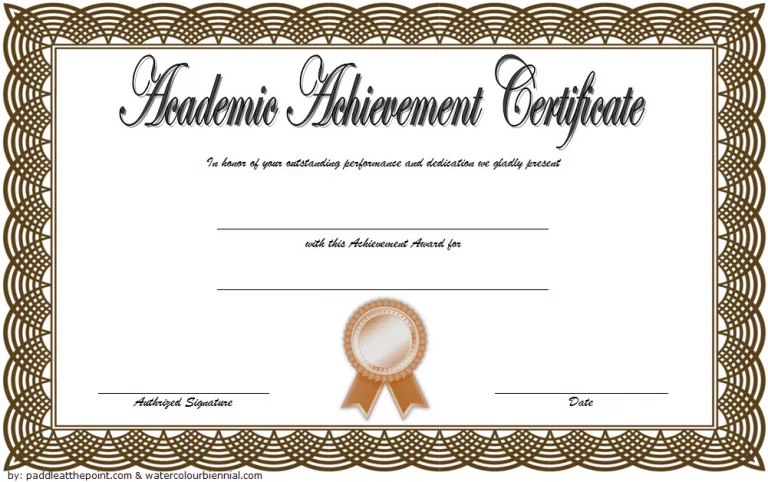 Academic Achievement Certificate
In honor of your outstanding performance and dedication we gladly present
with this Achievement Award for
Authrized Signature
Date
by: paddleatthepoint.com & watercolourbiennial.com